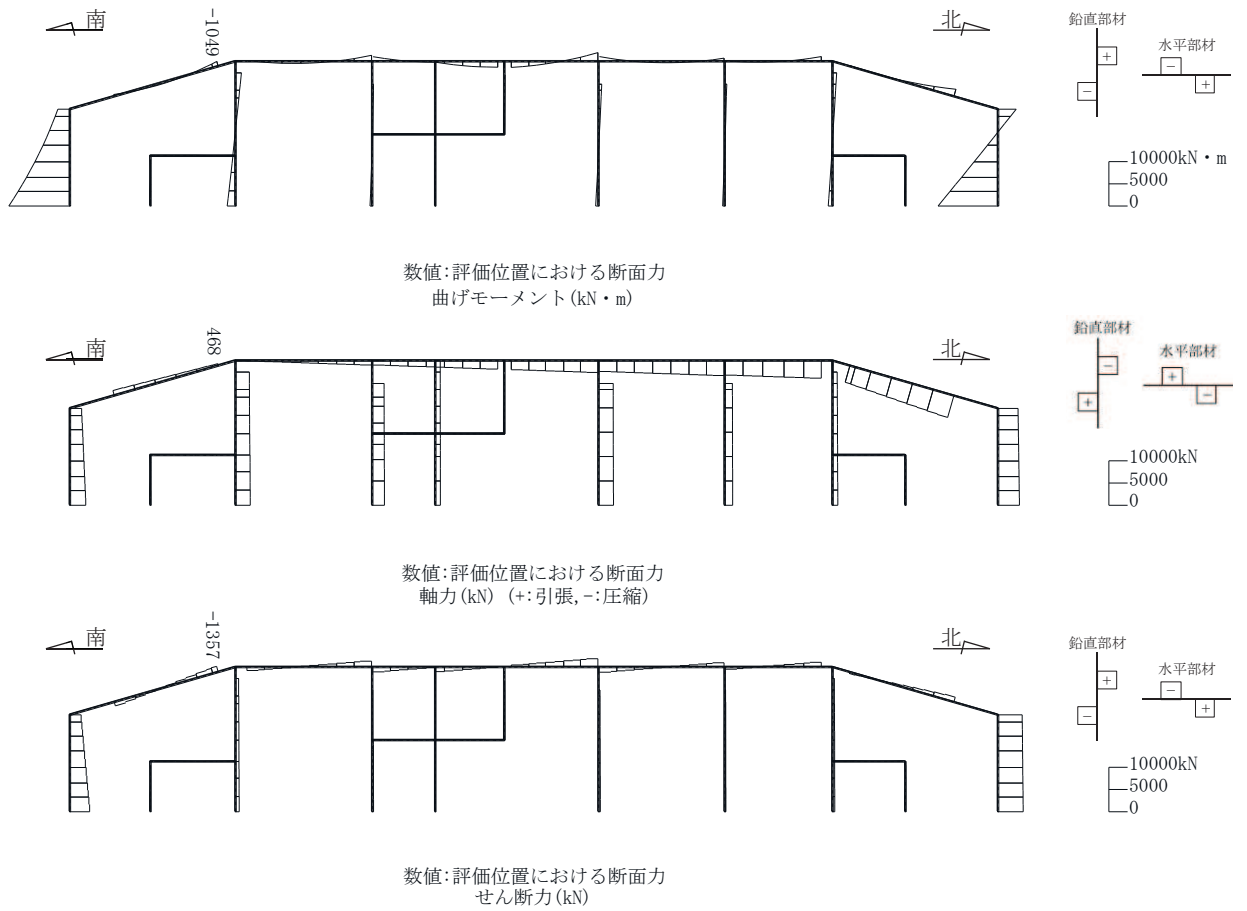 南
-1049
北
鉛直部材
+
-
水平部材
-
+
10000kN・m
5000
0
数値:評価位置における断面力
曲げモーメント(kN・m)
南
468
北
鉛直部材
-
+
水平部材
+
-
10000kN
5000
0
数値:評価位置における断面力
軸力(kN) (+:引張,-:圧縮)
南
-1357
北
鉛直部材
+
-
水平部材
-
+
10000kN
5000
0
数値:評価位置における断面力
せん断力(kN)